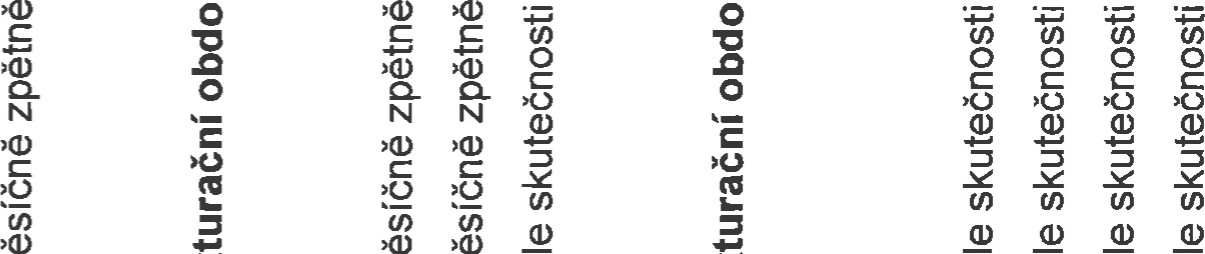 ěsíčně zpětně
turační obdo
ěsíčně zpětně
ěsíčně zpětně
le skutečnosti
turační obdo
le skutečnosti
le skutečnosti
le skutečnosti
le skutečnosti